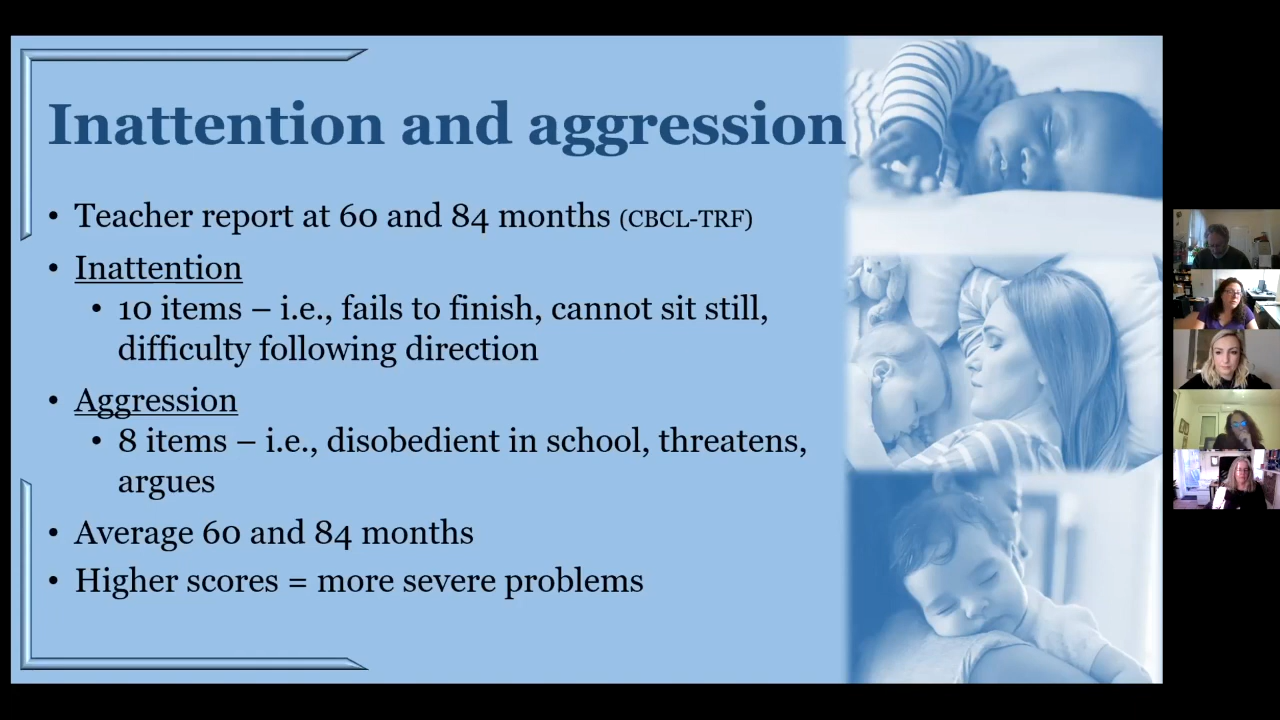 Inattention and aggression
• Teacher report at 60 and 84 months (CBCL-TRF)
• Inattention
• 10 items – i.e., fails to finish, cannot sit still,
difficulty following direction
• Aggression
• 8 items – i.e., disobedient in school, threatens,
argues
• Average 60 and 84 months
• Higher scores = more severe problems